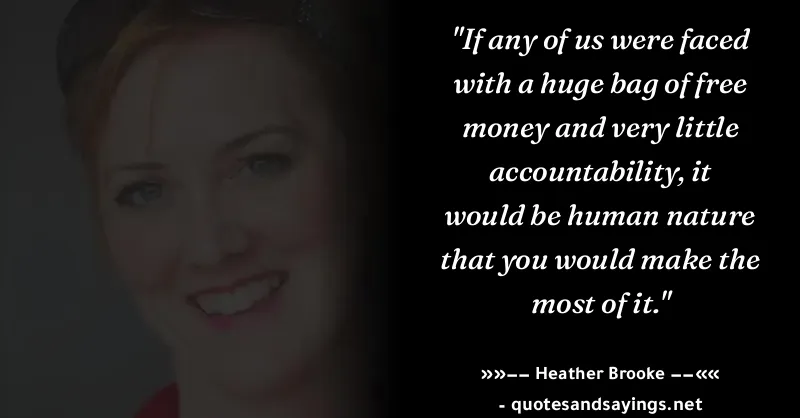 "If any of us were faced
with a huge bag of free
money and very little
accountability, it
would be human nature
that you would make the
most of it."
»»−− Heather Brooke −−««
- quotesandsayings.net